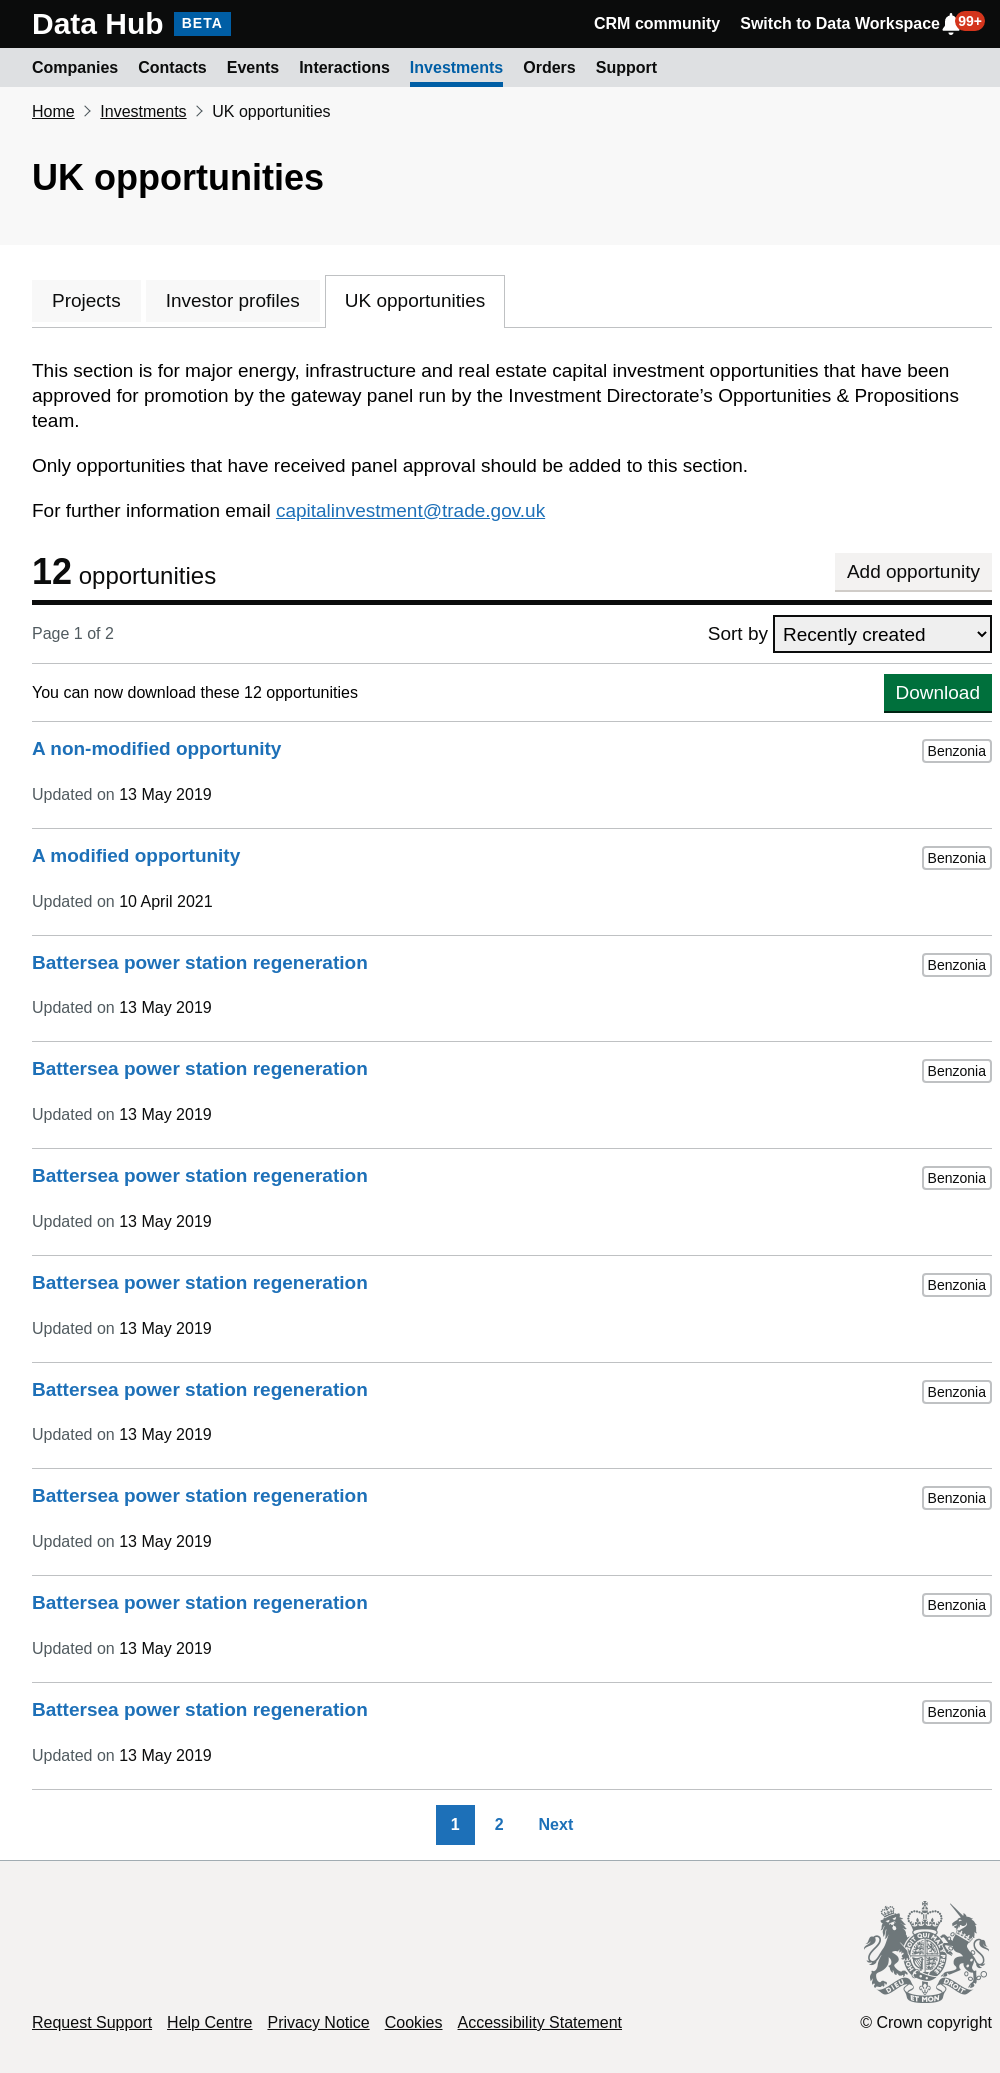 Data Hub BETA CRM community Switch to Data Workspace 99+
Companies Contacts Events Interactions Investments Orders Support
Home Investments UK opportunities
UK opportunities
Projects Investor profiles UK opportunities
This section is for major energy, infrastructure and real estate capital investment opportunities that have been
approved for promotion by the gateway panel run by the Investment Directorate’s Opportunities & Propositions
team.
Only opportunities that have received panel approval should be added to this section.
For further information email capitalinvestment@trade.gov.uk
12 opportunities Add opportunity
Page 1 of 2 Sort by Recently created
You can now download these 12 opportunities Download
A non-modified opportunity Benzonia
Updated on 13 May 2019
A modified opportunity Benzonia
Updated on 10 April 2021
Battersea power station regeneration Benzonia
Updated on 13 May 2019
Battersea power station regeneration Benzonia
Updated on 13 May 2019
Battersea power station regeneration Benzonia
Updated on 13 May 2019
Battersea power station regeneration Benzonia
Updated on 13 May 2019
Battersea power station regeneration Benzonia
Updated on 13 May 2019
Battersea power station regeneration Benzonia
Updated on 13 May 2019
Battersea power station regeneration Benzonia
Updated on 13 May 2019
Battersea power station regeneration Benzonia
Updated on 13 May 2019
1 2 Next
DIEU ET MON DROIT
Request Support Help Centre Privacy Notice Cookies Accessibility Statement © Crown copyright